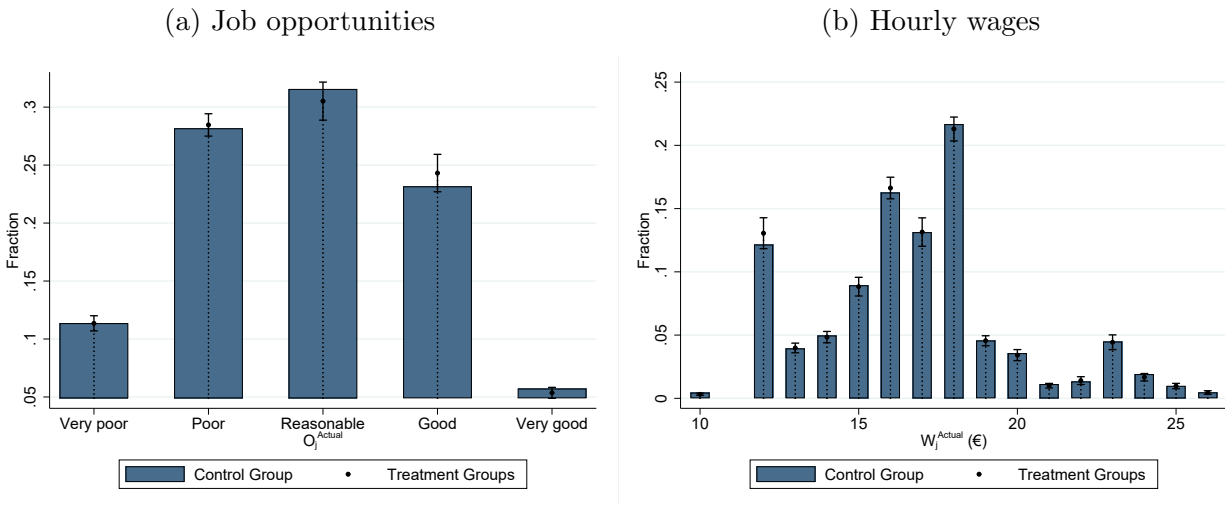 (a) Job opportunities
Fraction
.3
.25
.2
.15
.1
.05
Very poor Poor Reasonable Good Very good
O_j^Actual
Control Group Treatment Groups
(b) Hourly wages
Fraction
.25
.2
.15
.1
.05
0
10 15 20 25
W_j^Actual (€)
Control Group Treatment Groups